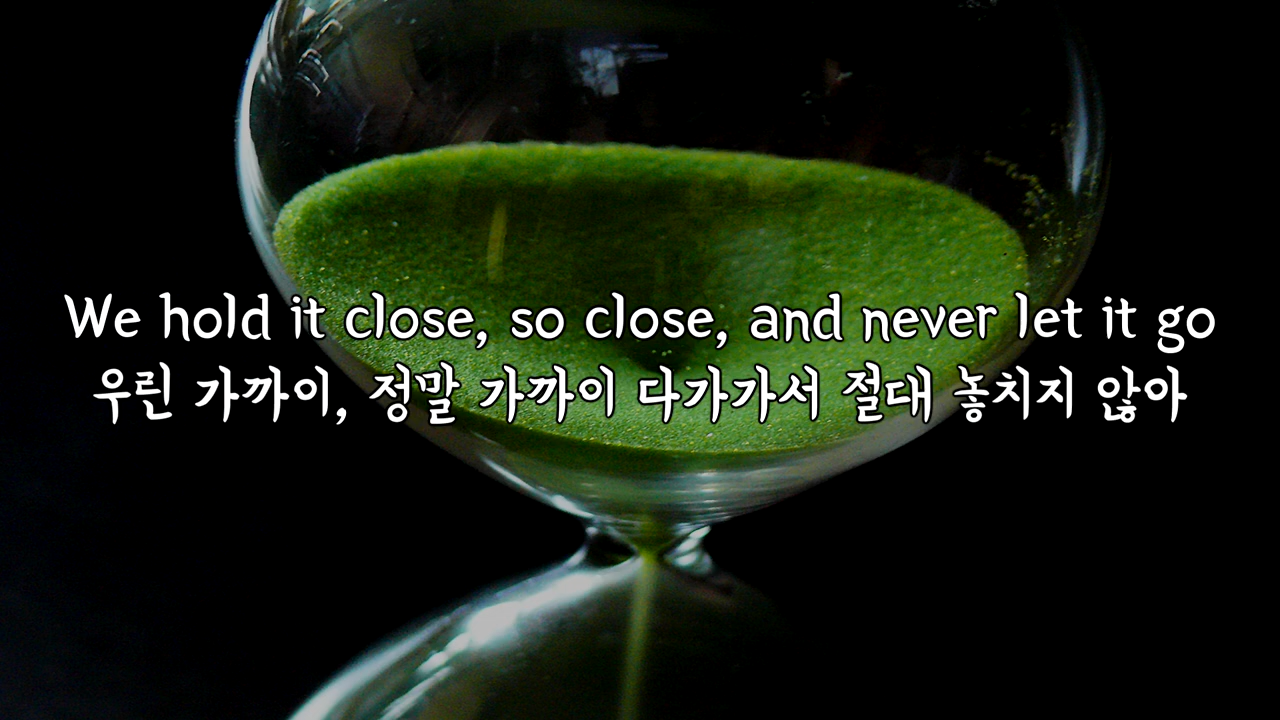 We hold it close, so close, and never let it go
우린 가까이, 정말 가까이 다가가서 절대 놓치지 않아